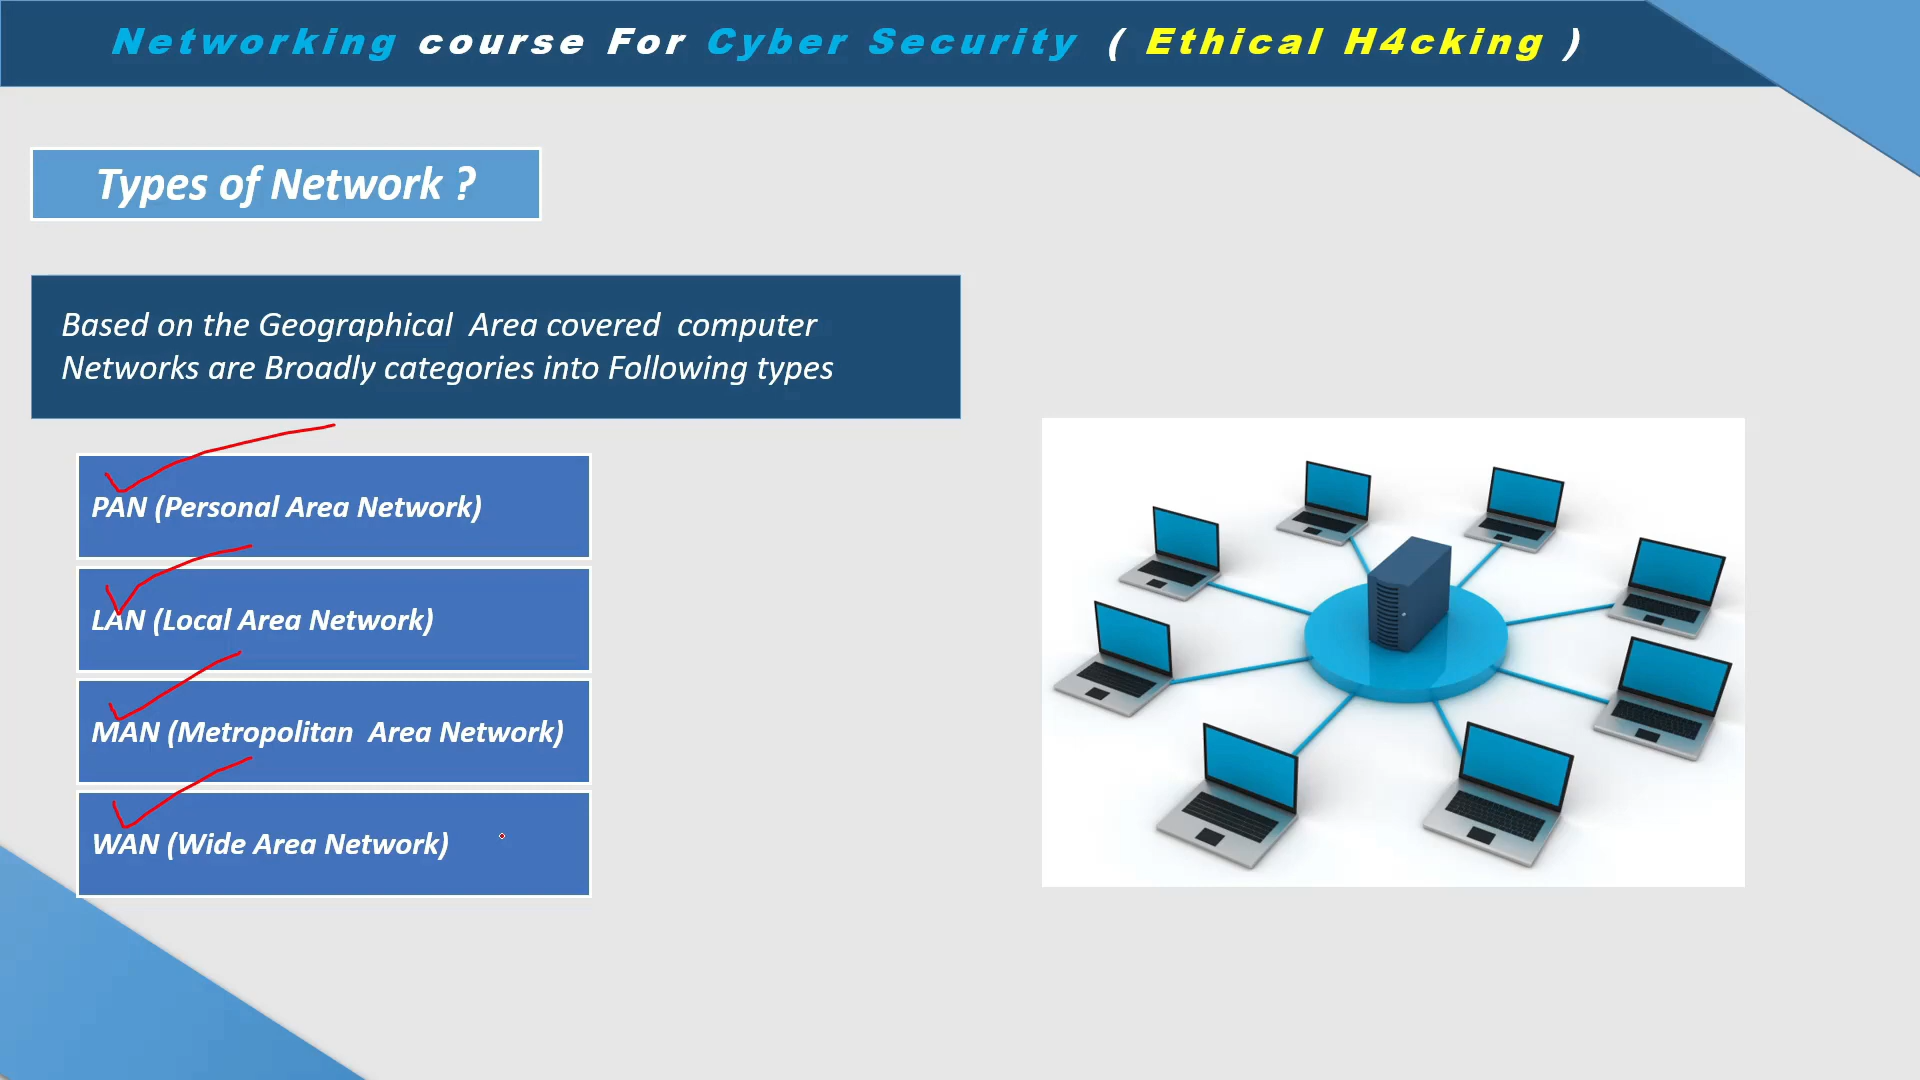 Networking course For Cyber Security ( Ethical H4cking )
Types of Network ?
Based on the Geographical Area covered computer
Networks are Broadly categories into Following types
PAN (Personal Area Network)
LAN (Local Area Network)
MAN (Metropolitan Area Network)
WAN (Wide Area Network)